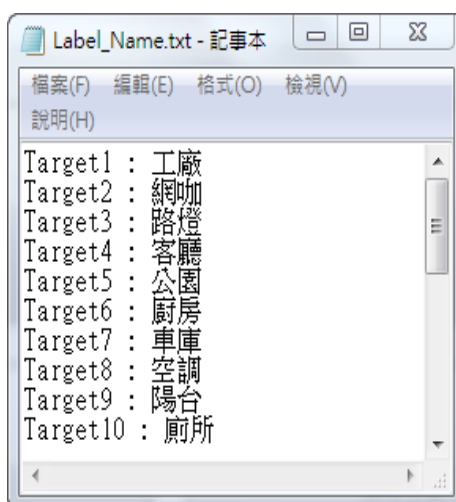 Label_Name.txt - 記事本
檔案(F) 編輯(E) 格式(O) 檢視(V)
說明(H)
Target1 : 工廠
Target2 : 網咖
Target3 : 路燈
Target4 : 客廳
Target5 : 公園
Target6 : 廚房
Target7 : 車庫
Target8 : 空調
Target9 : 陽台
Target10 : 廁所